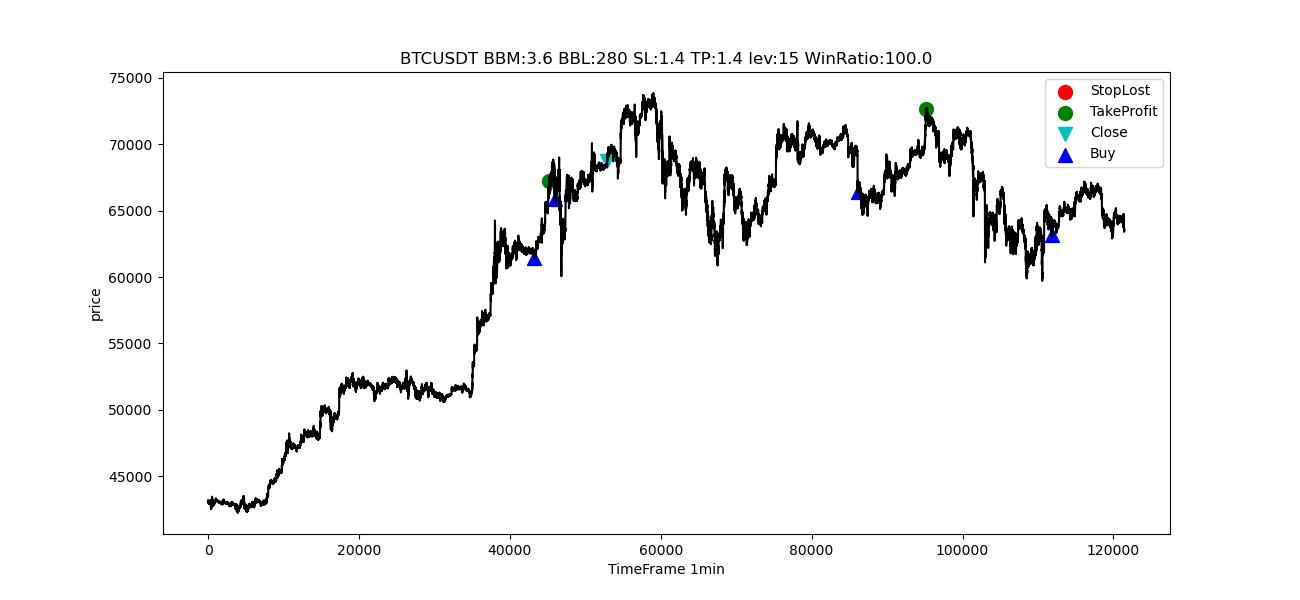 BTCUSDT BBM:3.6 BBL:280 SL:1.4 TP:1.4 lev:15 WinRatio:100.0
75000
70000
65000
60000
55000
50000
45000
price
StopLost
TakeProfit
Close
Buy
0 20000 40000 60000 80000 100000 120000
TimeFrame 1min